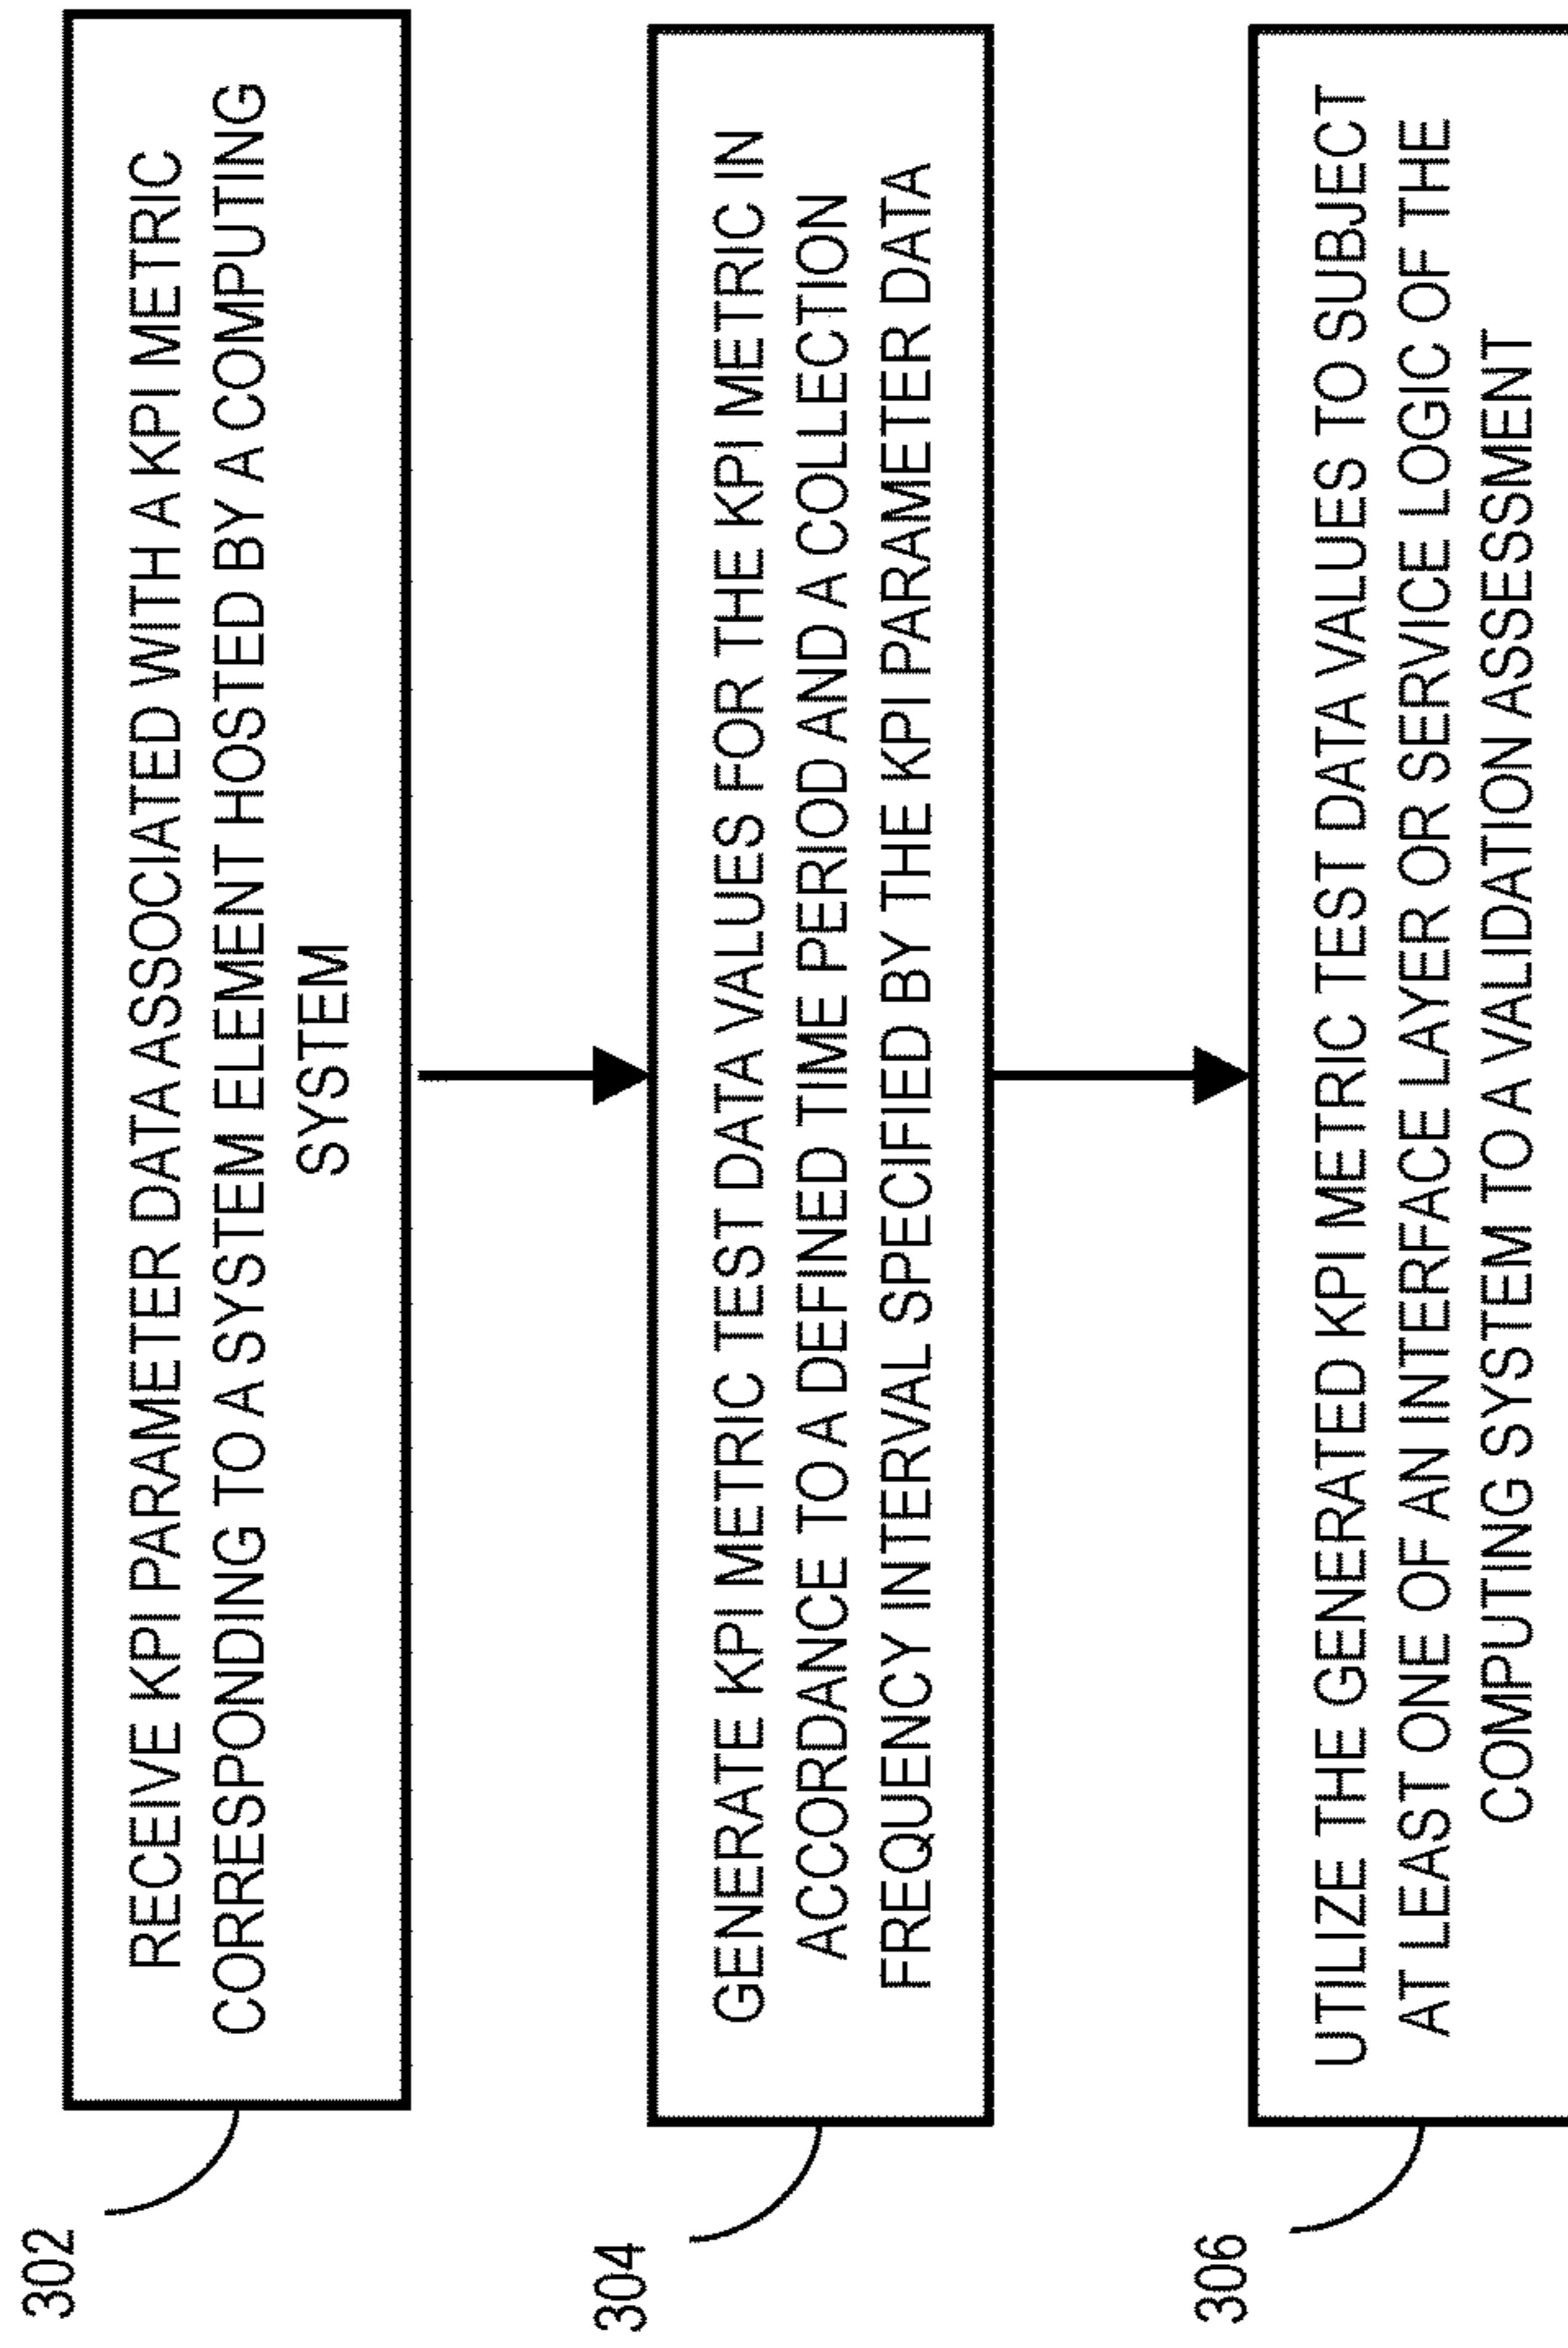 302
RECEIVE KPI PARAMETER DATA ASSOCIATED WITH A KPI METRIC
CORRESPONDING TO A SYSTEM ELEMENT HOSTED BY A COMPUTING
SYSTEM
304
GENERATE KPI METRIC TEST DATA VALUES FOR THE KPI METRIC IN
ACCORDANCE TO A DEFINED TIME PERIOD AND A COLLECTION
FREQUENCY INTERVAL SPECIFIED BY THE KPI PARAMETER DATA
306
UTILIZE THE GENERATED KPI METRIC TEST DATA VALUES TO SUBJECT
AT LEAST ONE OF AN INTERFACE LAYER OR SERVICE LOGIC OF THE
COMPUTING SYSTEM TO A VALIDATION ASSESSMENT